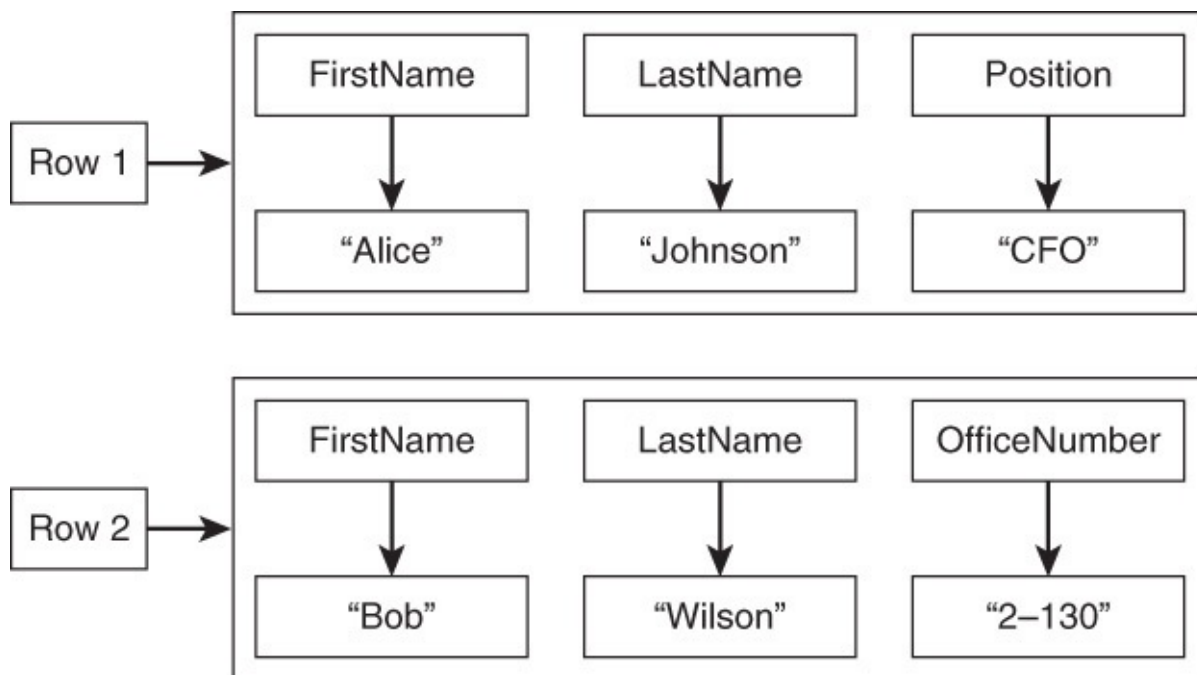 FirstName LastName Position
Row 1
“Alice” “Johnson” “CFO”
FirstName LastName OfficeNumber
Row 2
“Bob” “Wilson” “2–130”